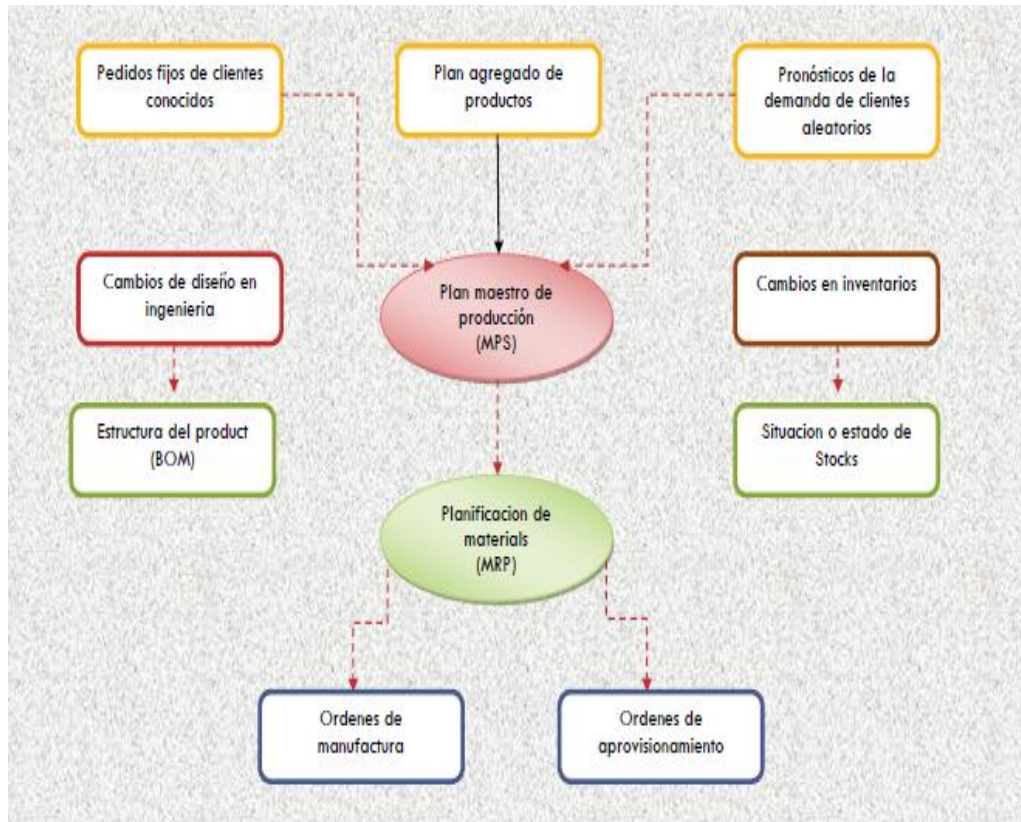 Pedidos fijos de clientes
conocidos
Plan agregado de
productos
Pronósticos de la
demanda de clientes
aleatorios
Cambios de diseño en
ingenieria
Plan maestro de
producción
(MPS)
Cambios en inventarios
Estructura del product
(BOM)
Situacion o estado de
Stocks
Planificacion de
materials
(MRP)
Ordenes de
manufactura
Ordenes de
aprovisionamiento